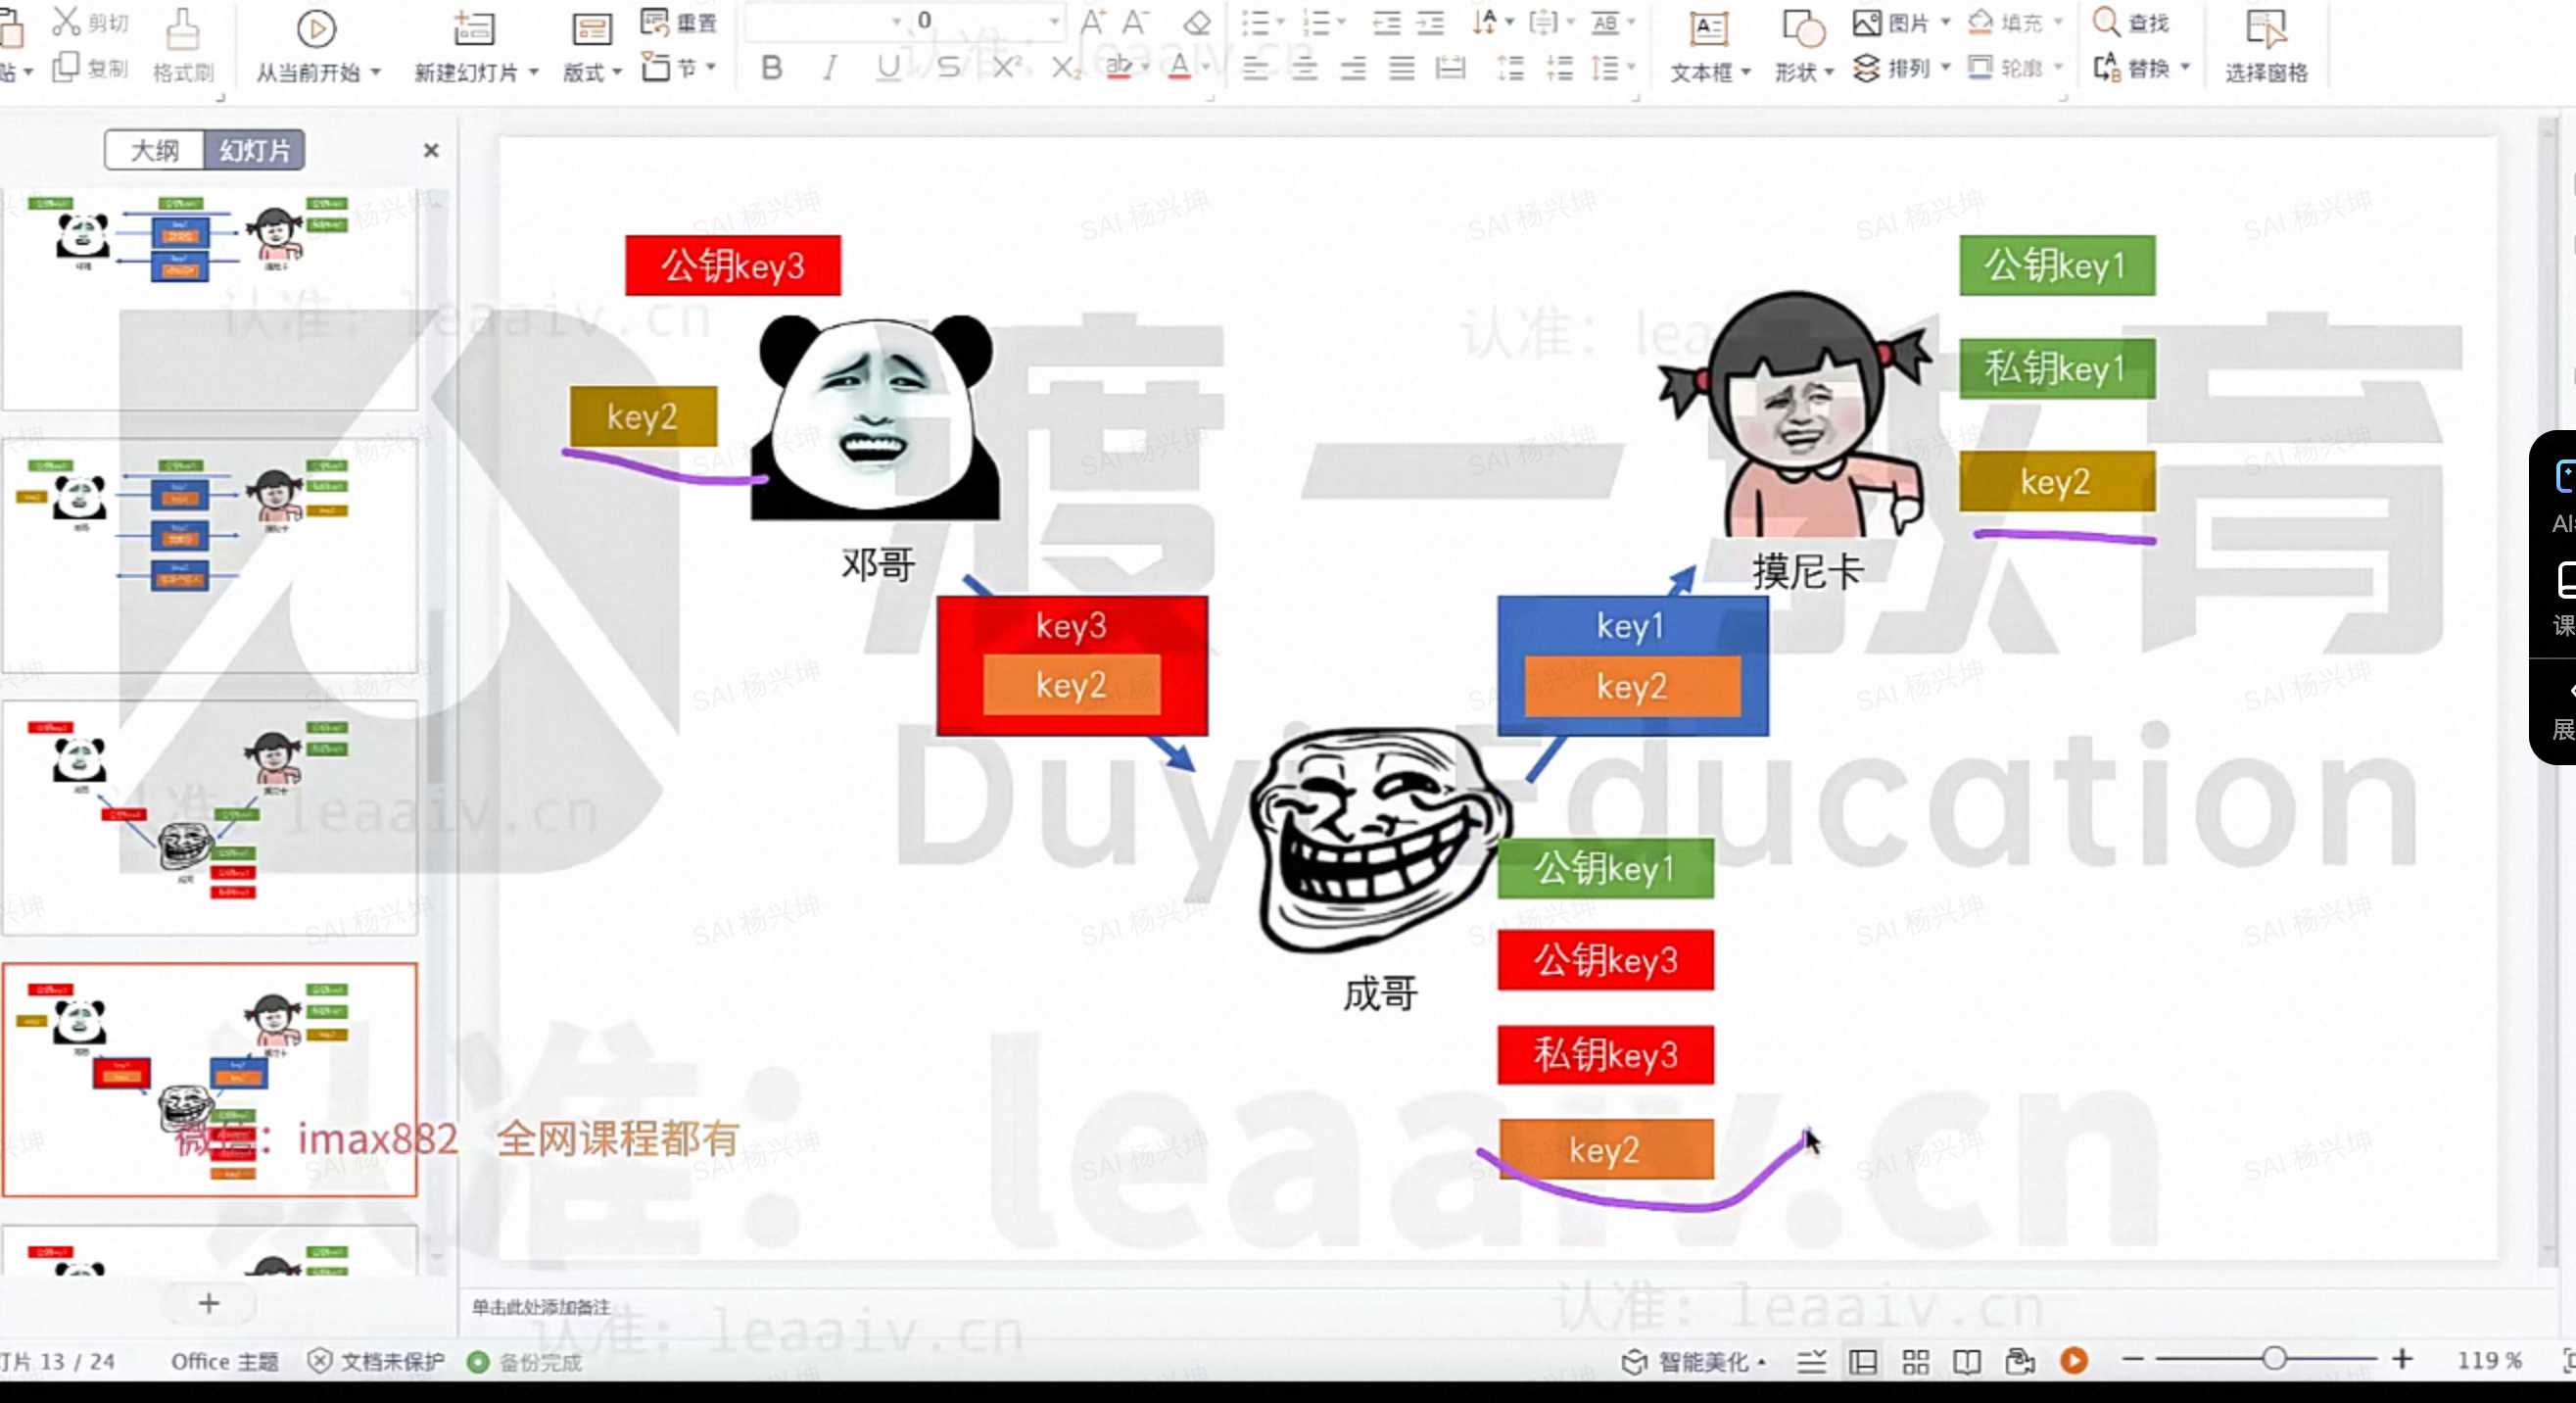 剪切
复制
格式刷
从当前开始
新建幻灯片
版式
重置
节
0
B I U S X² X₂
文本框
形状
图片
排列
填充
轮廓
查找
替换
选择窗格
大纲 幻灯片
公钥key3
key2
邓哥
公钥key1
私钥key1
key2
摸尼卡
key3
key2
key1
key2
成哥
公钥key1
公钥key3
私钥key3
key2
渡一教育
Duyi Education
认准：leaaiv.cn
SAI 杨兴坤
微信：imax882 全网课程都有
单击此处添加备注
灯片 13 / 24
Office 主题
文档未保护
备份完成
智能美化
119 %